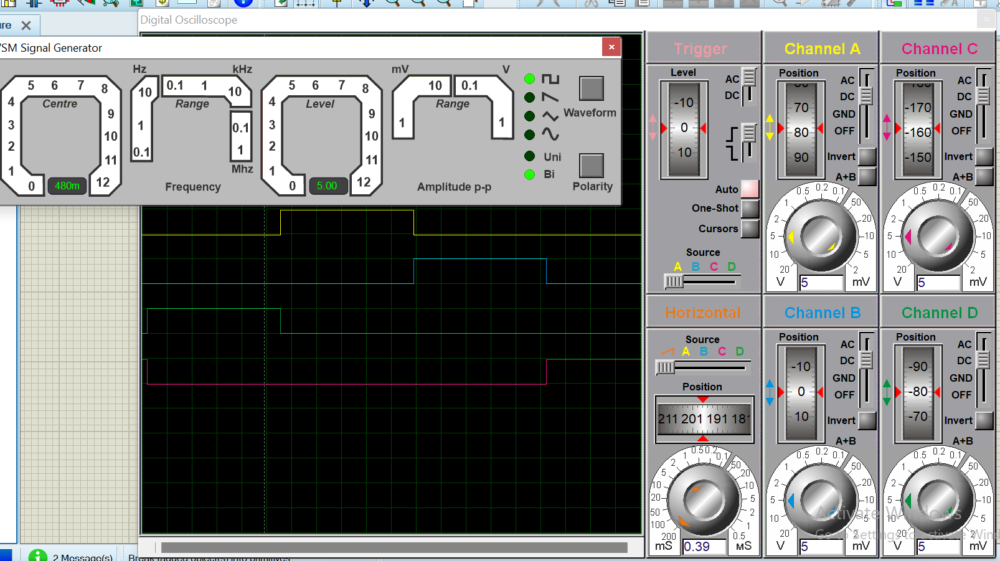 ure
Digital Oscilloscope
VSM Signal Generator
Hz kHz
0.1 1 10
10
1
0.1
0.1
1
Mhz
Range
Frequency
0 1 2 3 4 5 6 7 8 9 10 11 12
Centre
480m
0 1 2 3 4 5 6 7 8 9 10 11 12
Level
5.00
mV V
1 10 0.1 1
Range
Amplitude p-p
Uni
Bi
Waveform
Polarity
Trigger
Level
-10
0
10
AC
DC
Auto
One-Shot
Cursors
Source
A B C D
Channel A
Position
70
80
90
AC
DC
GND
OFF
Invert
A+B
20 10 5 2 1 0.5 0.2 0.1 50 20 10 5 2
V 5 mV
Channel C
Position
-170
-160
-150
AC
DC
GND
OFF
Invert
A+B
20 10 5 2 1 0.5 0.2 0.1 50 20 10 5 2
V 5 mV
Horizontal
Source
A B C D
Position
211 201 191 181
200 100 50 20 10 5 2 1 0.5 0.2 0.1 50 20 10 5 2 1 0.5
mS 0.39 µS
Channel B
Position
-10
0
10
AC
DC
GND
OFF
Invert
A+B
20 10 5 2 1 0.5 0.2 0.1 50 20 10 5 2
V 5 mV
Channel D
Position
-90
-80
-70
AC
DC
GND
OFF
Invert
A+B
20 10 5 2 1 0.5 0.2 0.1 50 20 10 5 2
V 5 mV
Activate Windows
Go to Settings to activate Wind
2 Message(s)
Break tagged object(s) into primitives